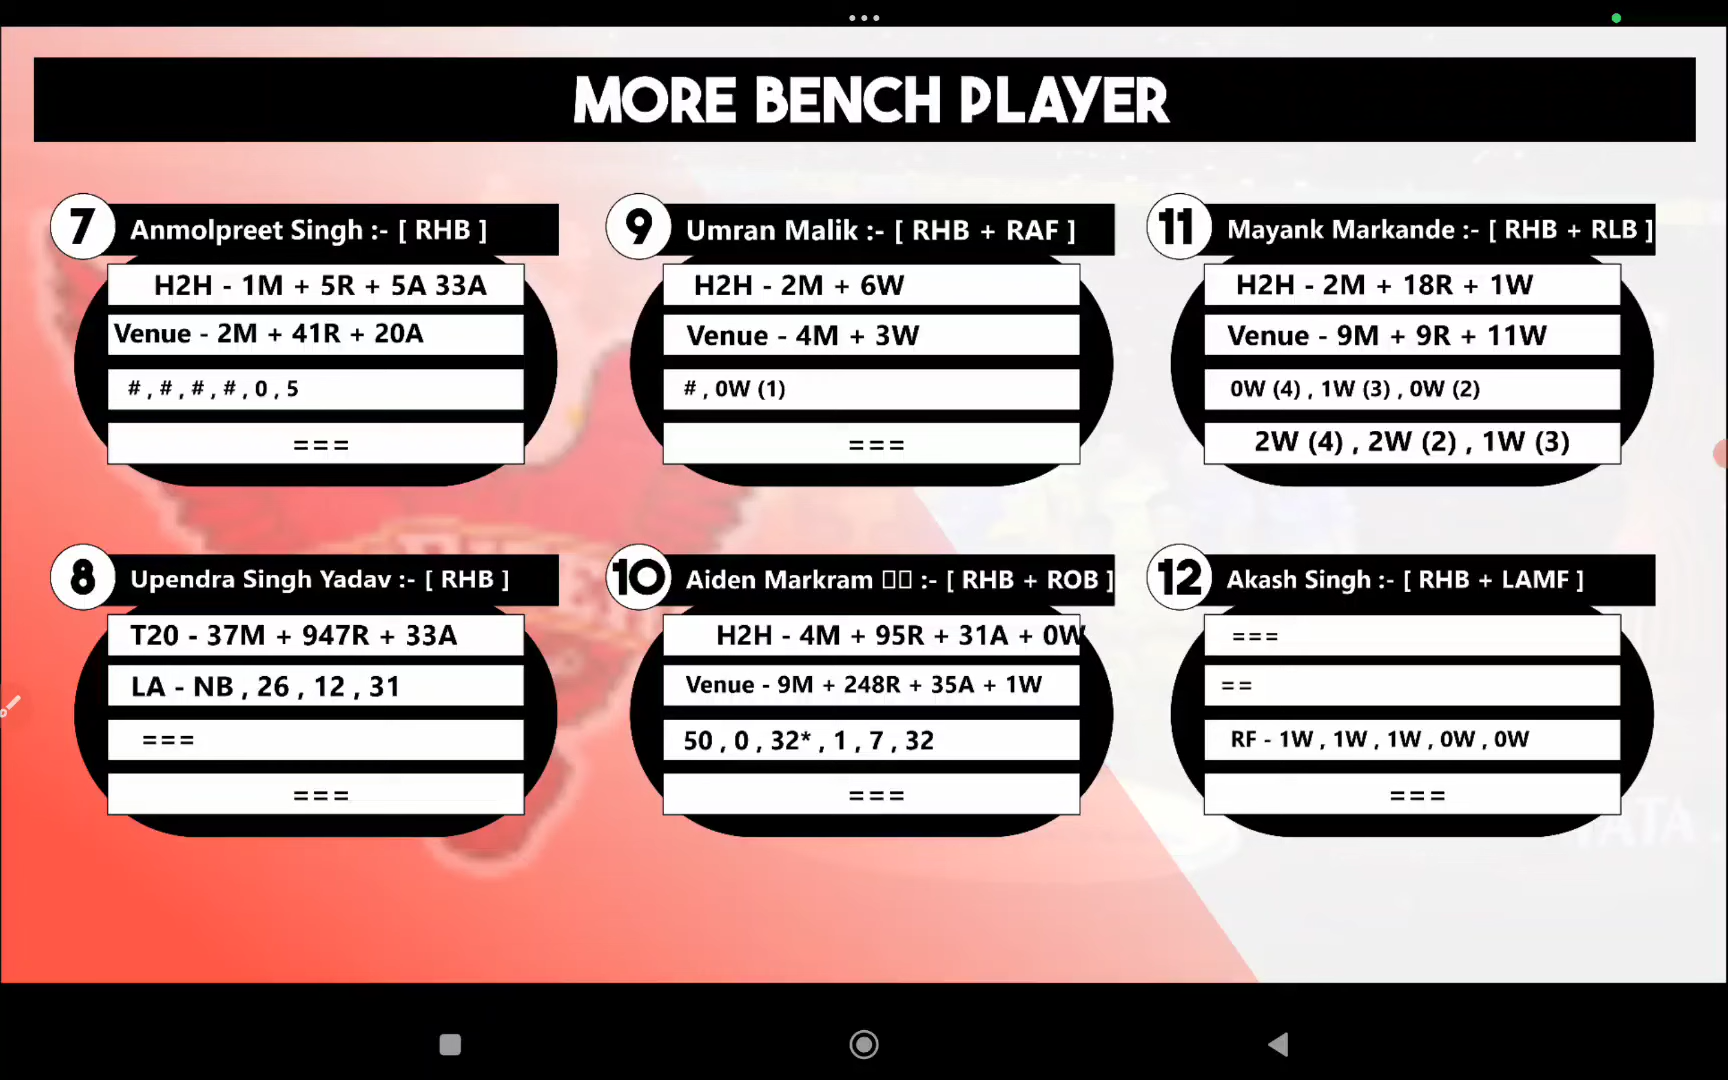 MORE BENCH PLAYER
7 Anmolpreet Singh :- [ RHB ]
H2H - 1M + 5R + 5A 33A
Venue - 2M + 41R + 20A
# , # , # , # , 0 , 5
===
9 Umran Malik :- [ RHB + RAF ]
H2H - 2M + 6W
Venue - 4M + 3W
# , 0W (1)
===
11 Mayank Markande :- [ RHB + RLB ]
H2H - 2M + 18R + 1W
Venue - 9M + 9R + 11W
0W (4) , 1W (3) , 0W (2)
2W (4) , 2W (2) , 1W (3)
8 Upendra Singh Yadav :- [ RHB ]
T20 - 37M + 947R + 33A
LA - NB , 26 , 12 , 31
===
===
10 Aiden Markram :- [ RHB + ROB ]
H2H - 4M + 95R + 31A + 0W
Venue - 9M + 248R + 35A + 1W
50 , 0 , 32* , 1 , 7 , 32
===
12 Akash Singh :- [ RHB + LAMF ]
===
==
RF - 1W , 1W , 1W , 0W , 0W
===
TATA